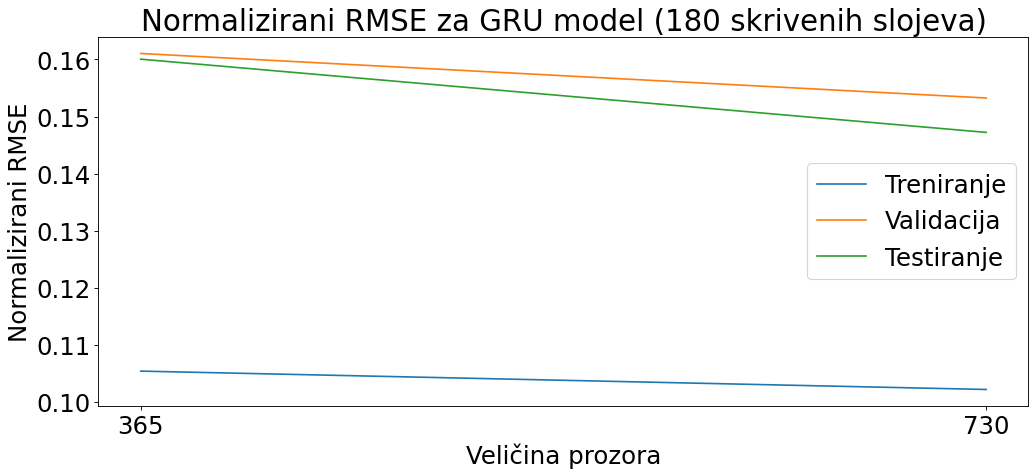 Normalizirani RMSE za GRU model (180 skrivenih slojeva)
Normalizirani RMSE
0.16
0.15
0.14
0.13
0.12
0.11
0.10
Treniranje
Validacija
Testiranje
365
730
Veličina prozora